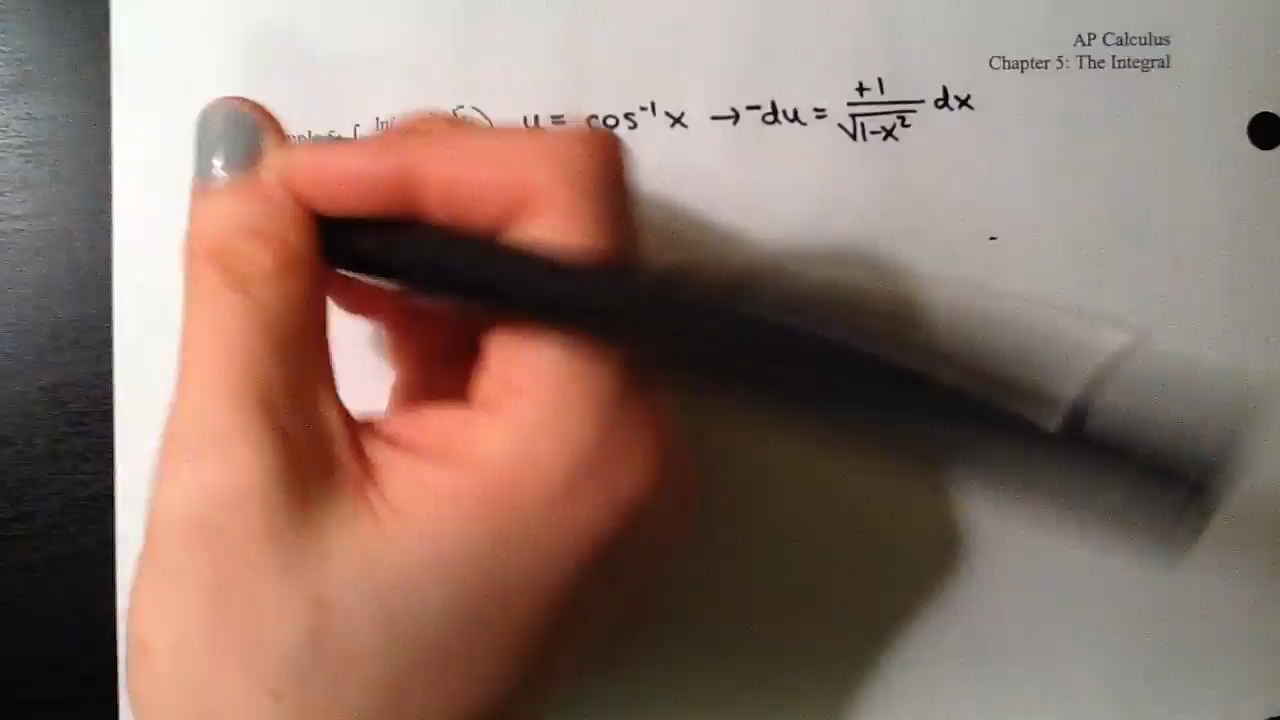 AP Calculus
Chapter 5: The Integral
u = cos⁻¹x → ⁻du = +1/√1-x² dx